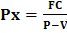 Px = FC / P−V